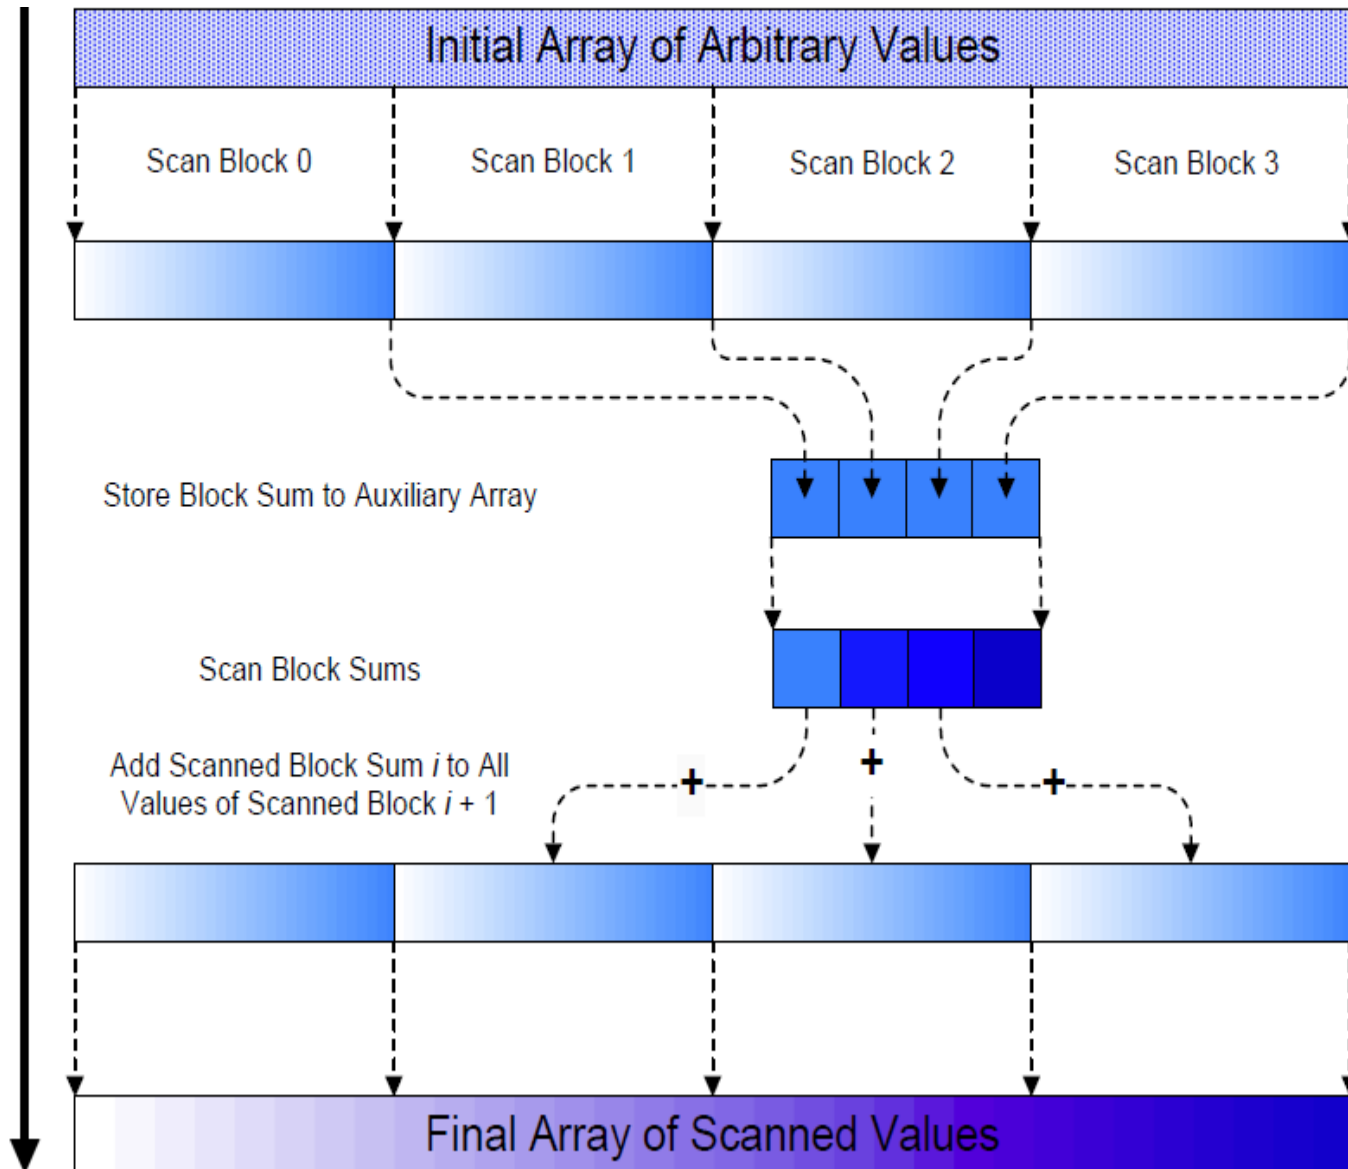 Initial Array of Arbitrary Values
Scan Block 0
Scan Block 1
Scan Block 2
Scan Block 3
Store Block Sum to Auxiliary Array
Scan Block Sums
Add Scanned Block Sum i to All
Values of Scanned Block i + 1
+
+
+
Final Array of Scanned Values